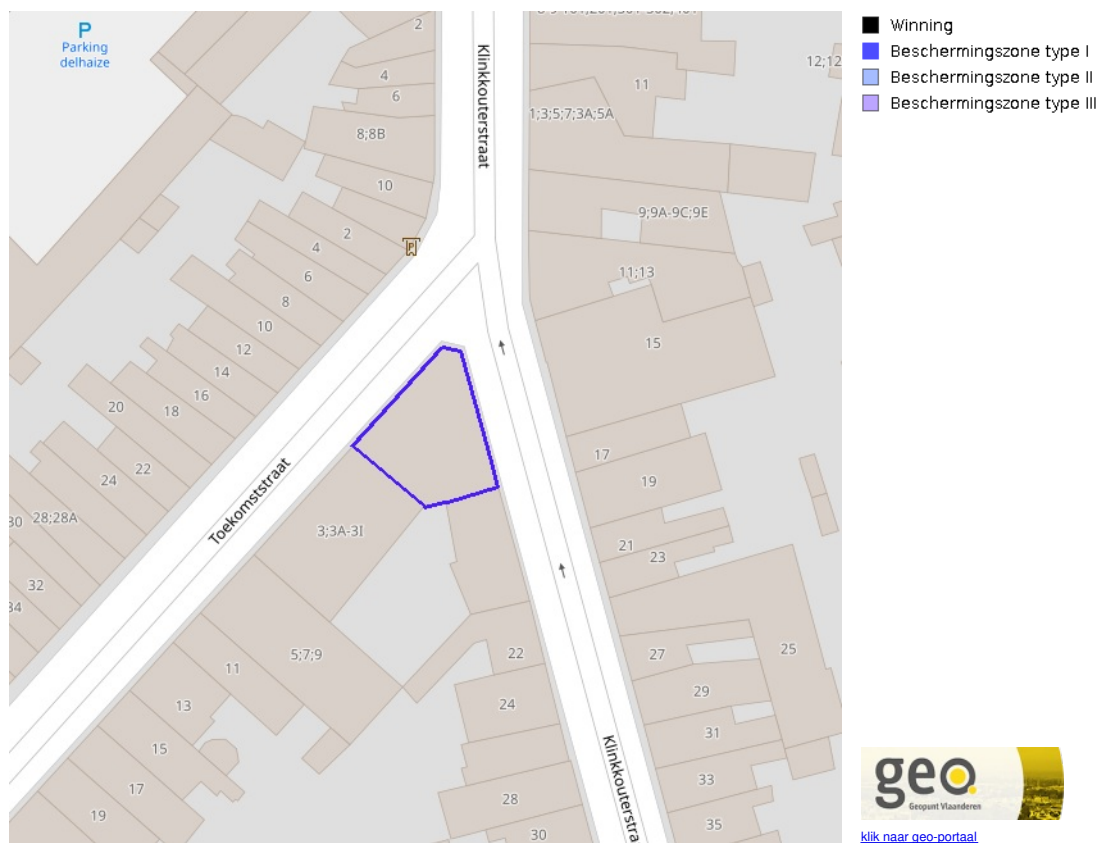 P
Parking
delhaize
2
4
6
8;8B
10
Klinkkouterstraat
11
12;12
1;3;5;7;3A;5A
9;9A-9C;9E
11;13
15
2
4
6
8
10
12
14
16
18
20
22
24
28;28A
30
32
34
P
Toekomststraat
3;3A-3I
5;7;9
11
13
15
17
19
17
19
21
23
25
27
29
31
33
35
22
24
28
30
Klinkkouterstra
Winning
Beschermingszone type I
Beschermingszone type II
Beschermingszone type III
geo
Geopunt Vlaanderen
klik naar geo-portaal